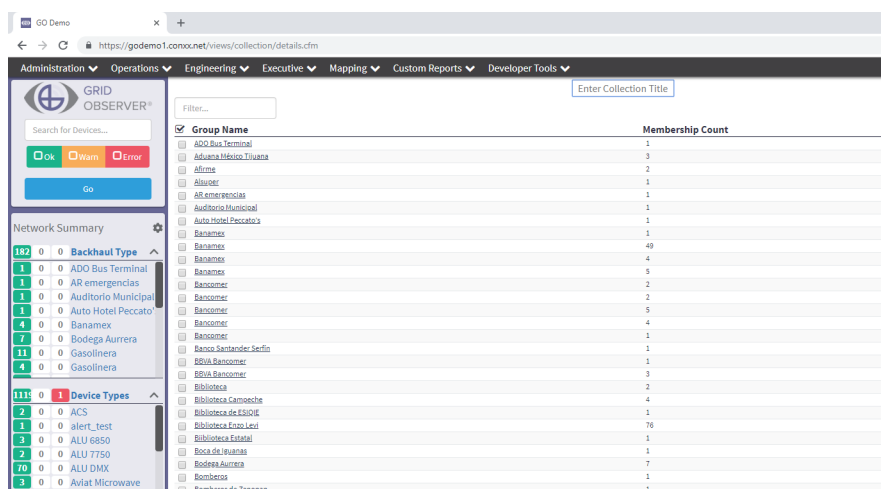 GO Demo
https://godemo1.conxx.net/views/collection/details.cfm
Administration Operations Engineering Executive Mapping Custom Reports Developer Tools
GRID
OBSERVER®
Search for Devices...
Ok Warn Error
Go
Network Summary
182 0 0 Backhaul Type
1 0 0 ADO Bus Terminal
1 0 0 AR emergencias
1 0 0 Auditorio Municipal
1 0 0 Auto Hotel Peccato'
4 0 0 Banamex
7 0 0 Bodega Aurrera
11 0 0 Gasolinera
4 0 0 Gasolinera
0 1 Device Types
2 0 0 ACS
1 0 0 alert_test
3 0 0 ALU 6850
2 0 0 ALU 7750
70 0 0 ALU DMX
3 0 0 Aviat Microwave
Enter Collection Title
Filter...
Group Name Membership Count
ADO Bus Terminal 1
Aduana México Tijuana 3
Afirme 2
Alsuper 1
AR emergencias 1
Auditorio Municipal 1
Auto Hotel Peccato's 1
Banamex 1
Banamex 49
Banamex 4
Banamex 5
Bancomer 2
Bancomer 2
Bancomer 5
Bancomer 4
Bancomer 1
Banco Santander Serfín 1
BBVA Bancomer 1
BBVA Bancomer 3
Biblioteca 2
Biblioteca Campeche 4
Biblioteca de ESIQIE 1
Biblioteca Enzo Levi 76
Biiblioteca Estatal 1
Boca de Iguanas 1
Bodega Aurrera 7
Bomberos 1